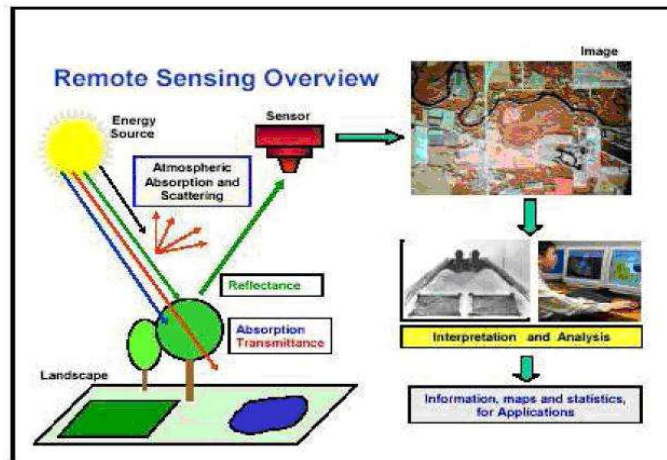 Remote Sensing Overview
Energy
Source
Sensor
Image
Atmospheric
Absorption and
Scattering
Reflectance
Absorption
Transmittance
Landscape
Interpretation and Analysis
Information, maps and statistics,
for Applications